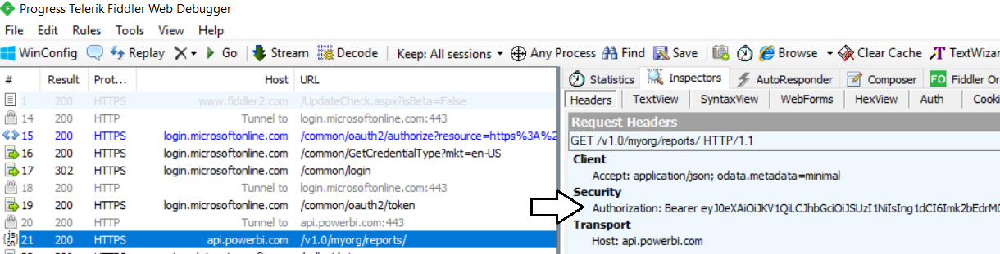 Progress Telerik Fiddler Web Debugger
File Edit Rules Tools View Help
WinConfig Replay Go Stream Decode Keep: All sessions Any Process Find Save Browse Clear Cache TextWizar
# Result Prot... Host URL
1 200 HTTPS www.fiddler2.com /UpdateCheck.aspx?isBeta=False
14 200 HTTP Tunnel to login.microsoftonline.com:443
15 200 HTTPS login.microsoftonline.com /common/oauth2/authorize?resource=https%3A%2
16 200 HTTPS login.microsoftonline.com /common/GetCredentialType?mkt=en-US
17 302 HTTPS login.microsoftonline.com /common/login
18 200 HTTP Tunnel to login.microsoftonline.com:443
19 200 HTTPS login.microsoftonline.com /common/oauth2/token
20 200 HTTP Tunnel to api.powerbi.com:443
21 200 HTTPS api.powerbi.com /v1.0/myorg/reports/
Statistics Inspectors AutoResponder Composer FO Fiddler Or
Headers TextView SyntaxView WebForms HexView Auth Cooki
Request Headers
GET /v1.0/myorg/reports/ HTTP/1.1
Client
Accept: application/json; odata.metadata=minimal
Security
Authorization: Bearer eyJ0eXAiOiJKV1QiLCJhbGciOiJSUzI1NiIsIng1dCI6Imk2bEdrM0
Transport
Host: api.powerbi.com